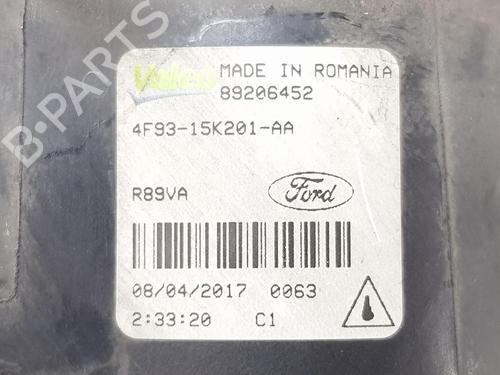 Valeo MADE IN ROMANIA
89206452
4F93-15K201-AA
R89VA Ford
08/04/2017 0063
2:33:20 C1
B-PARTS